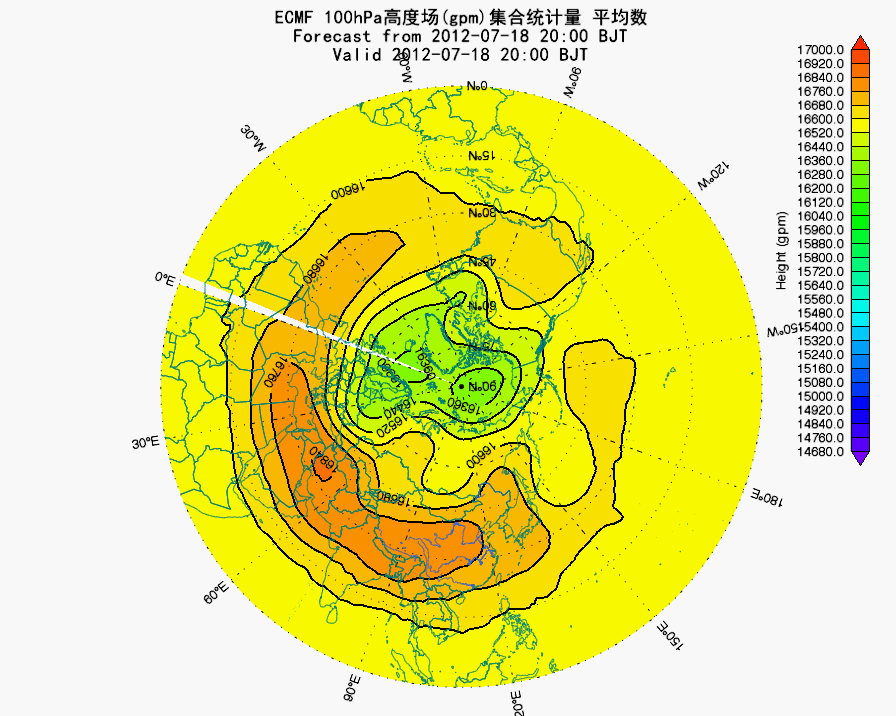 ECMF 100hPa高度场(gpm)集合统计量 平均数
Forecast from 2012-07-18 20:00 BJT
Valid 2012-07-18 20:00 BJT
60°W
N°0
90°W
30°W
N°15
120°W
16600
N°30
16680
N°45
0°E
N°60
N°75
150°W
16760
16360
N°90
16360
16440
16520
30°E
16840
16600
16680
180°E
60°E
150°E
90°E
120°E
Height (gpm)
17000.0
16920.0
16840.0
16760.0
16680.0
16600.0
16520.0
16440.0
16360.0
16280.0
16200.0
16120.0
16040.0
15960.0
15880.0
15800.0
15720.0
15640.0
15560.0
15480.0
15400.0
15320.0
15240.0
15160.0
15080.0
15000.0
14920.0
14840.0
14760.0
14680.0